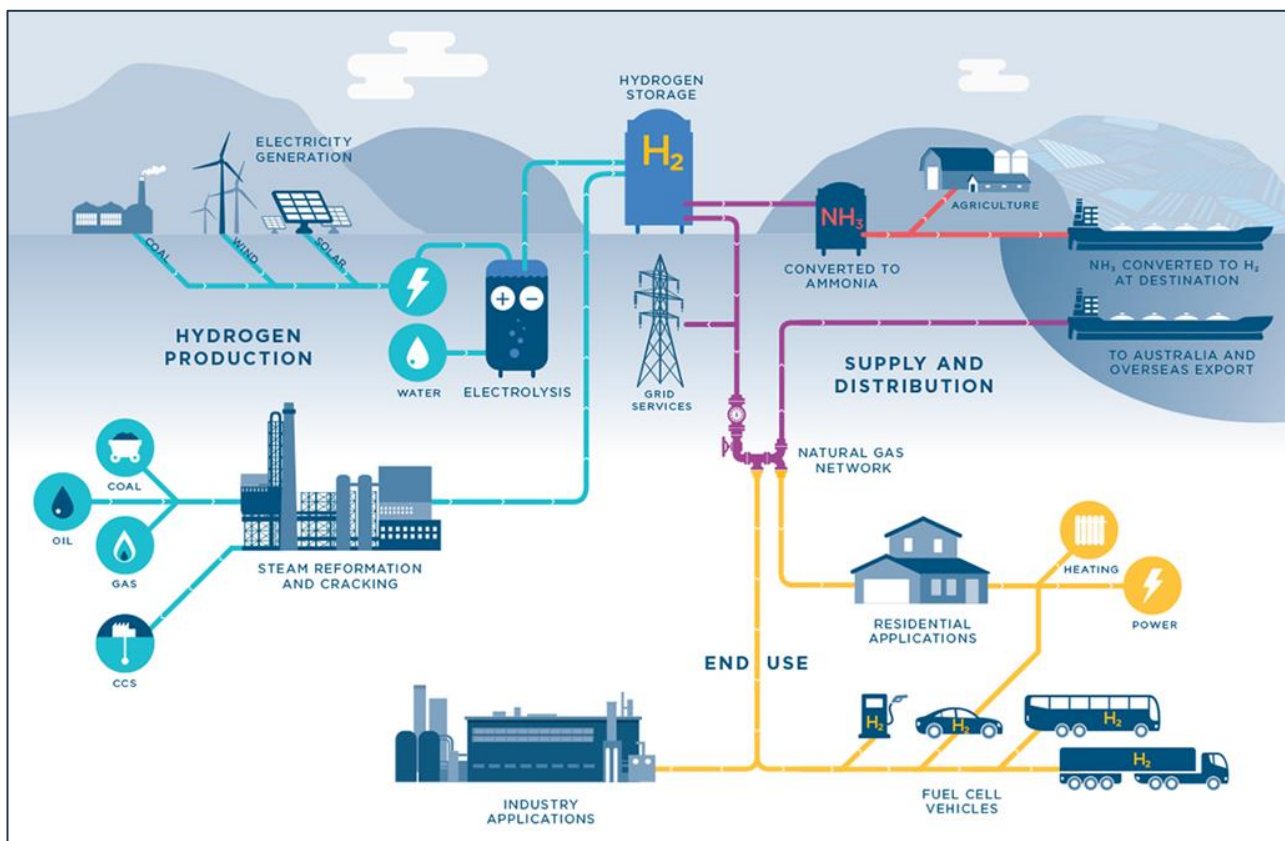 HYDROGEN
STORAGE
H₂
ELECTRICITY
GENERATION
COAL
WIND
SOLAR
HYDROGEN
PRODUCTION
WATER
ELECTROLYSIS
GRID
SERVICES
NH₃
CONVERTED TO
AMMONIA
AGRICULTURE
NH₃ CONVERTED TO H₂
AT DESTINATION
SUPPLY AND
DISTRIBUTION
TO AUSTRALIA AND
OVERSEAS EXPORT
NATURAL GAS
NETWORK
COAL
OIL
GAS
CCS
STEAM REFORMATION
AND CRACKING
RESIDENTIAL
APPLICATIONS
HEATING
POWER
END USE
INDUSTRY
APPLICATIONS
H₂
H₂
H₂
H₂
FUEL CELL
VEHICLES